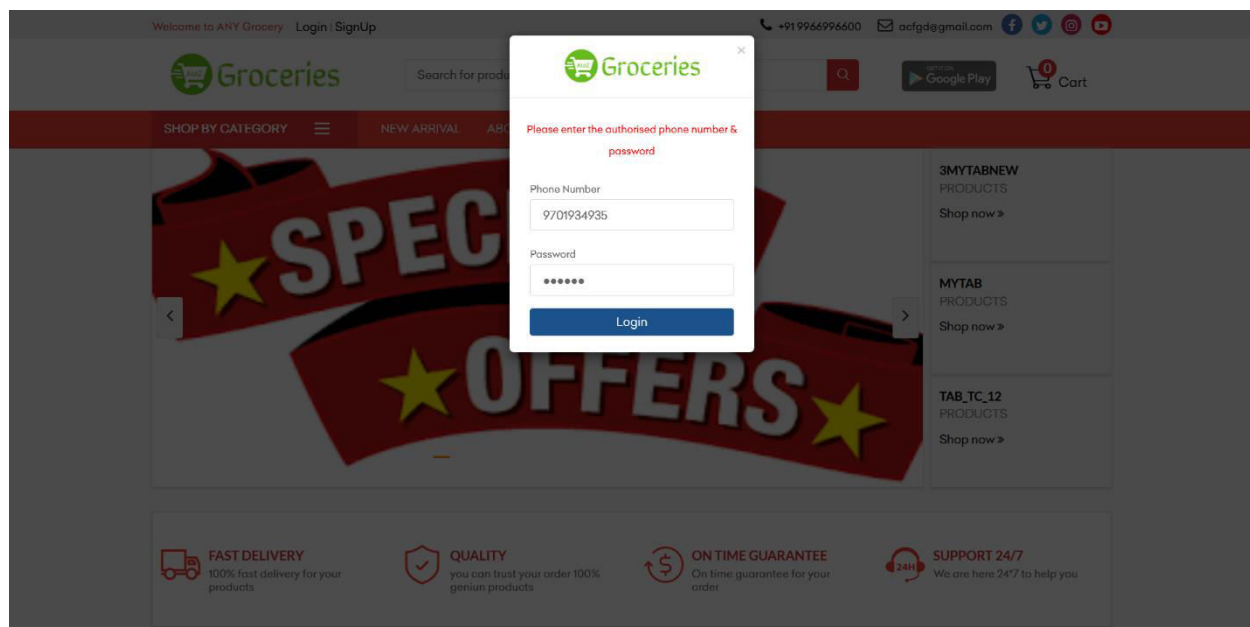 Welcome to ANY Grocery Login | SignUp
+91 9966996600 acfgd@gmail.com
Groceries
Search for produ
Google Play
0
Cart
SHOP BY CATEGORY NEW ARRIVAL ABO
×
Groceries
Please enter the authorised phone number &
password
Phone Number
9701934935
Password
••••••
Login
SPEC
OFFERS
3MYTABNEW
PRODUCTS
Shop now »
MYTAB
PRODUCTS
Shop now »
TAB_TC_12
PRODUCTS
Shop now »
FAST DELIVERY
100% fast delivery for your
products
QUALITY
you can trust your order 100%
geniun products
ON TIME GUARANTEE
On time guarantee for your
order
24H
SUPPORT 24/7
We are here 24*7 to help you